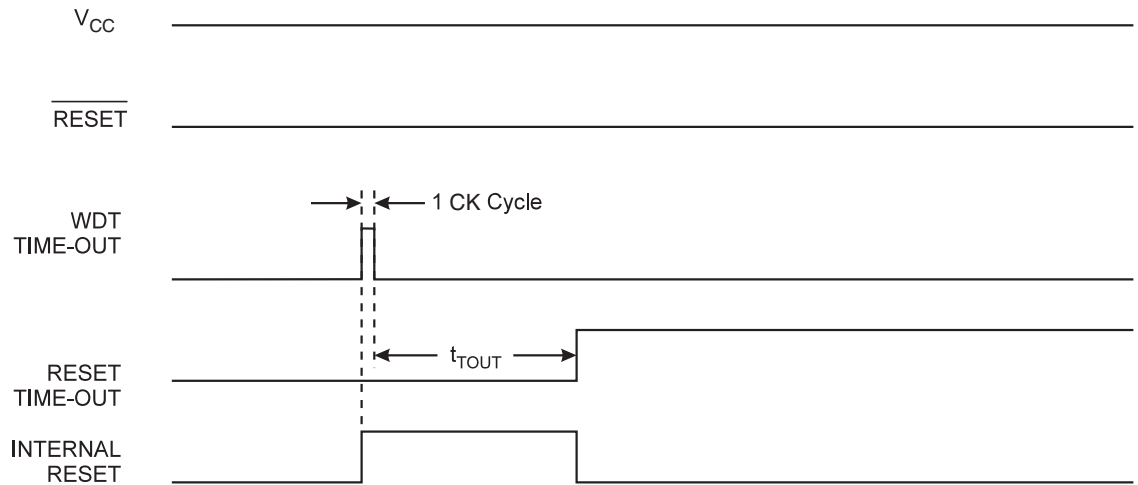 VCC
RESET
1 CK Cycle
WDT
TIME-OUT
tTOUT
RESET
TIME-OUT
INTERNAL
RESET